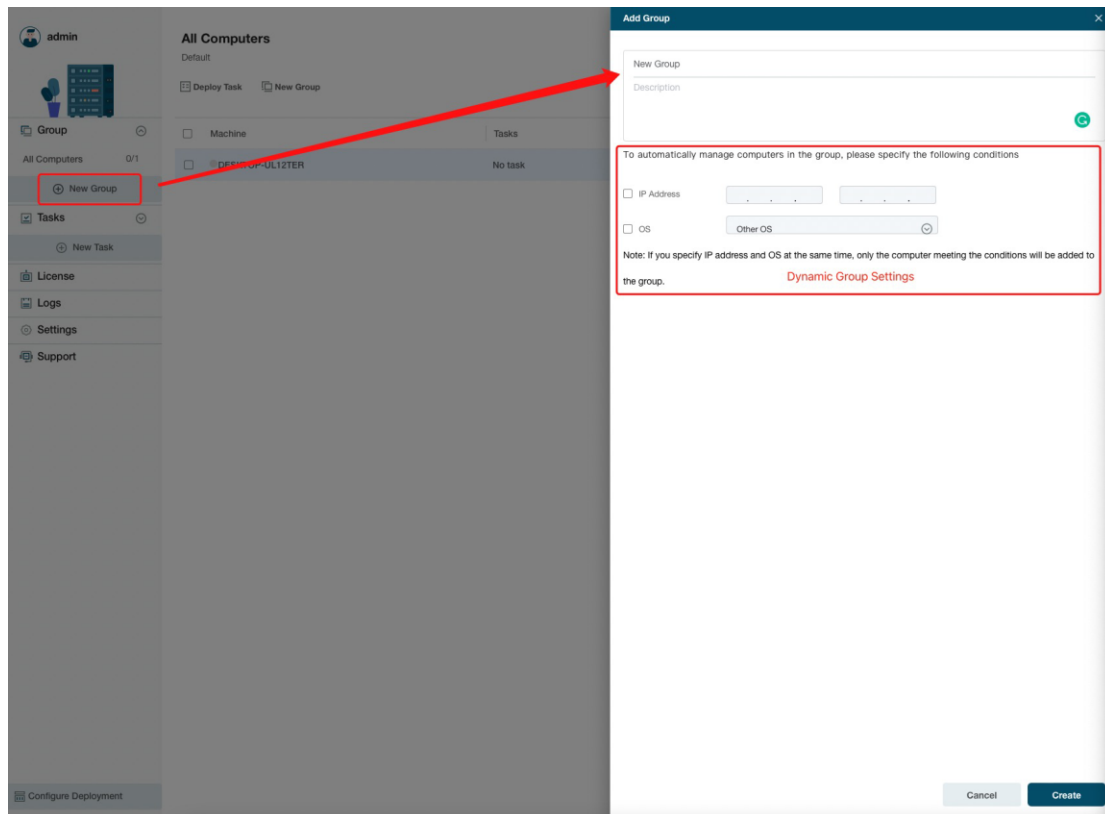 admin
Group
All Computers 0/1
New Group
Tasks
New Task
License
Logs
Settings
Support
Configure Deployment
All Computers
Default
Deploy Task New Group
Machine Tasks
DESKTOP-UL12TER No task
Add Group
New Group
Description
To automatically manage computers in the group, please specify the following conditions
IP Address . . . . . .
OS Other OS
Note: If you specify IP address and OS at the same time, only the computer meeting the conditions will be added to
the group.
Dynamic Group Settings
Cancel Create